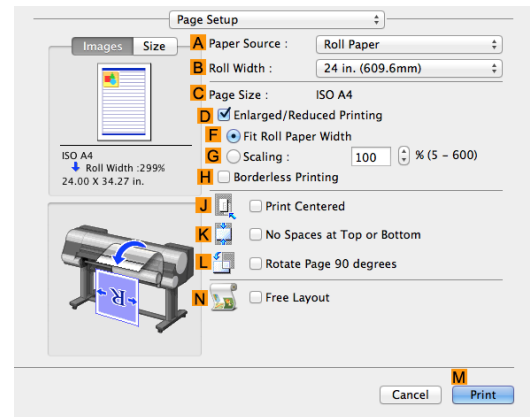 Page Setup
Images Size
A Paper Source : Roll Paper
B Roll Width : 24 in. (609.6mm)
C Page Size : ISO A4
D Enlarged/Reduced Printing
F Fit Roll Paper Width
G Scaling : 100 % (5 - 600)
H Borderless Printing
ISO A4
Roll Width :299%
24.00 X 34.27 in.
J Print Centered
K No Spaces at Top or Bottom
L Rotate Page 90 degrees
N Free Layout
R
M
Cancel Print